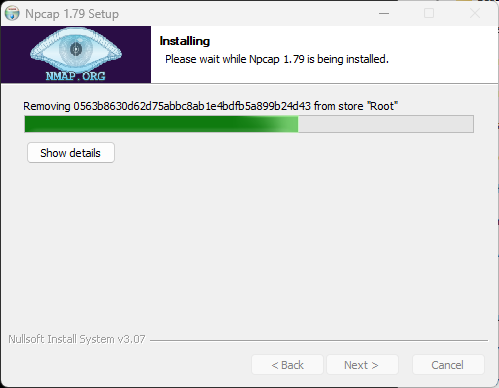 Npcap 1.79 Setup
NMAP.ORG
Installing
Please wait while Npcap 1.79 is being installed.
Removing 0563b8630d62d75abbc8ab1e4bdfb5a899b24d43 from store "Root"
Show details
Nullsoft Install System v3.07
< Back
Next >
Cancel